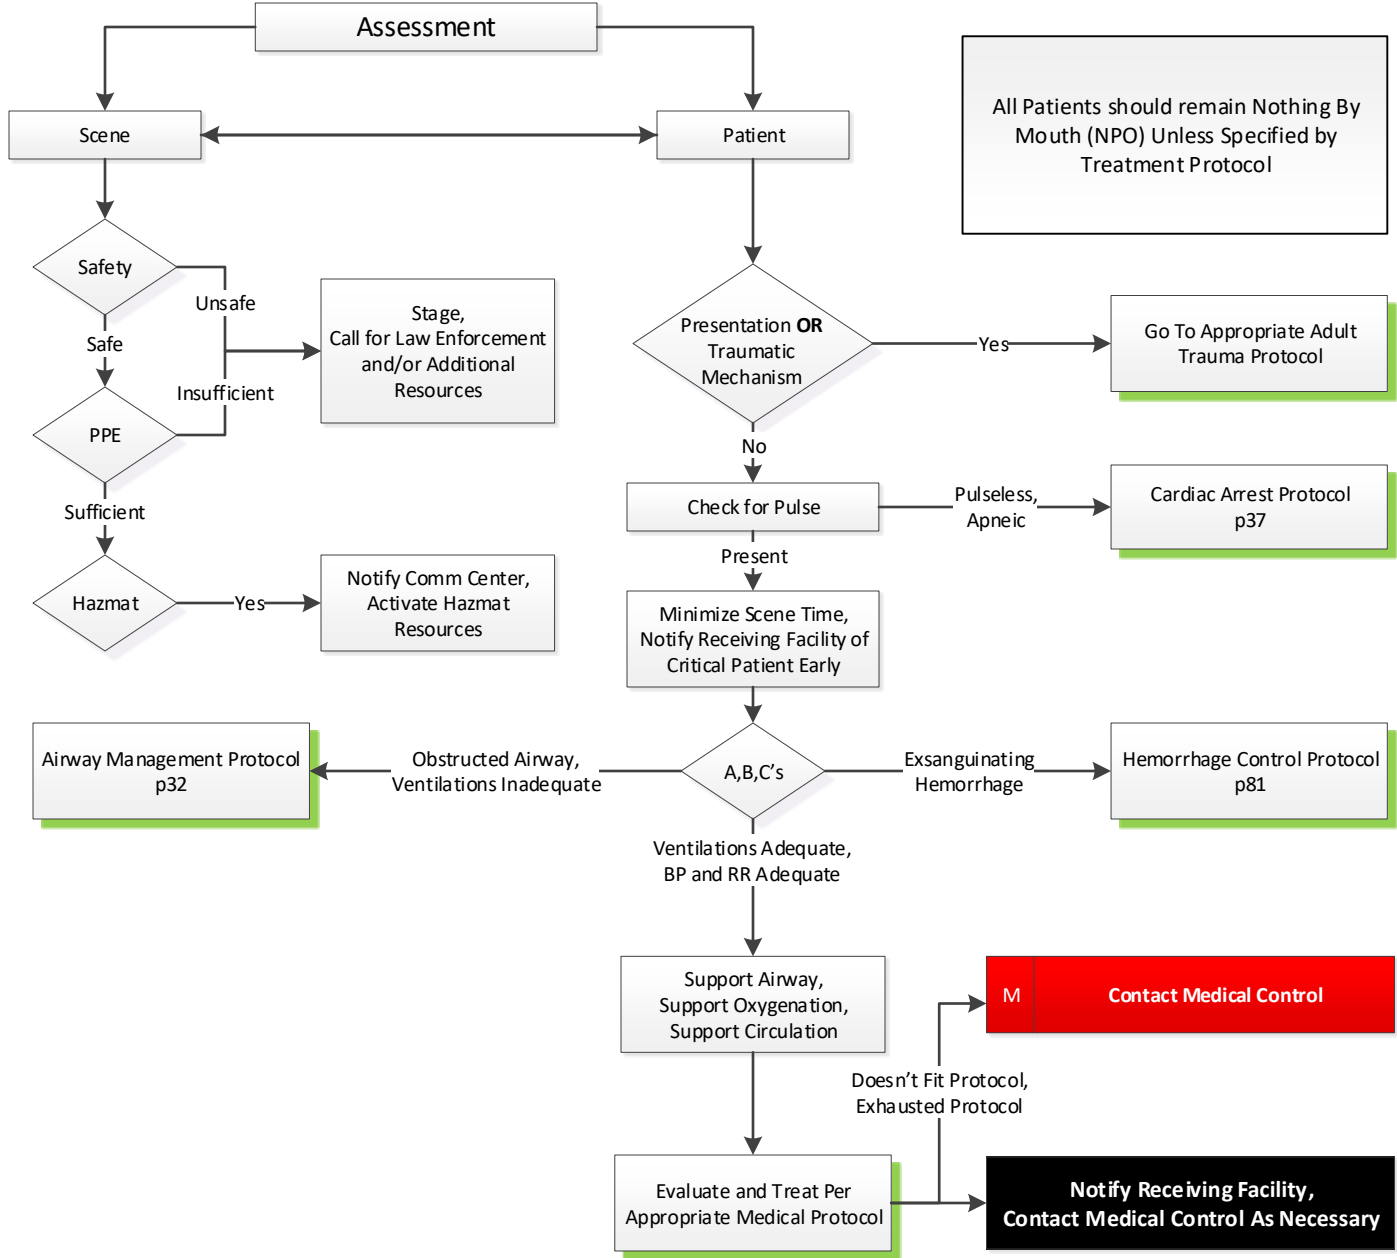 Assessment
Scene
Patient
All Patients should remain Nothing By
Mouth (NPO) Unless Specified by
Treatment Protocol
Safety
Unsafe
Safe
Stage,
Call for Law Enforcement
and/or Additional
Resources
Insufficient
PPE
Sufficient
Hazmat
Yes
Notify Comm Center,
Activate Hazmat
Resources
Presentation OR
Traumatic
Mechanism
Yes
Go To Appropriate Adult
Trauma Protocol
No
Check for Pulse
Pulseless,
Apneic
Cardiac Arrest Protocol
p37
Present
Minimize Scene Time,
Notify Receiving Facility of
Critical Patient Early
A,B,C’s
Obstructed Airway,
Ventilations Inadequate
Airway Management Protocol
p32
Exsanguinating
Hemorrhage
Hemorrhage Control Protocol
p81
Ventilations Adequate,
BP and RR Adequate
Support Airway,
Support Oxygenation,
Support Circulation
M
Contact Medical Control
Doesn’t Fit Protocol,
Exhausted Protocol
Evaluate and Treat Per
Appropriate Medical Protocol
Notify Receiving Facility,
Contact Medical Control As Necessary